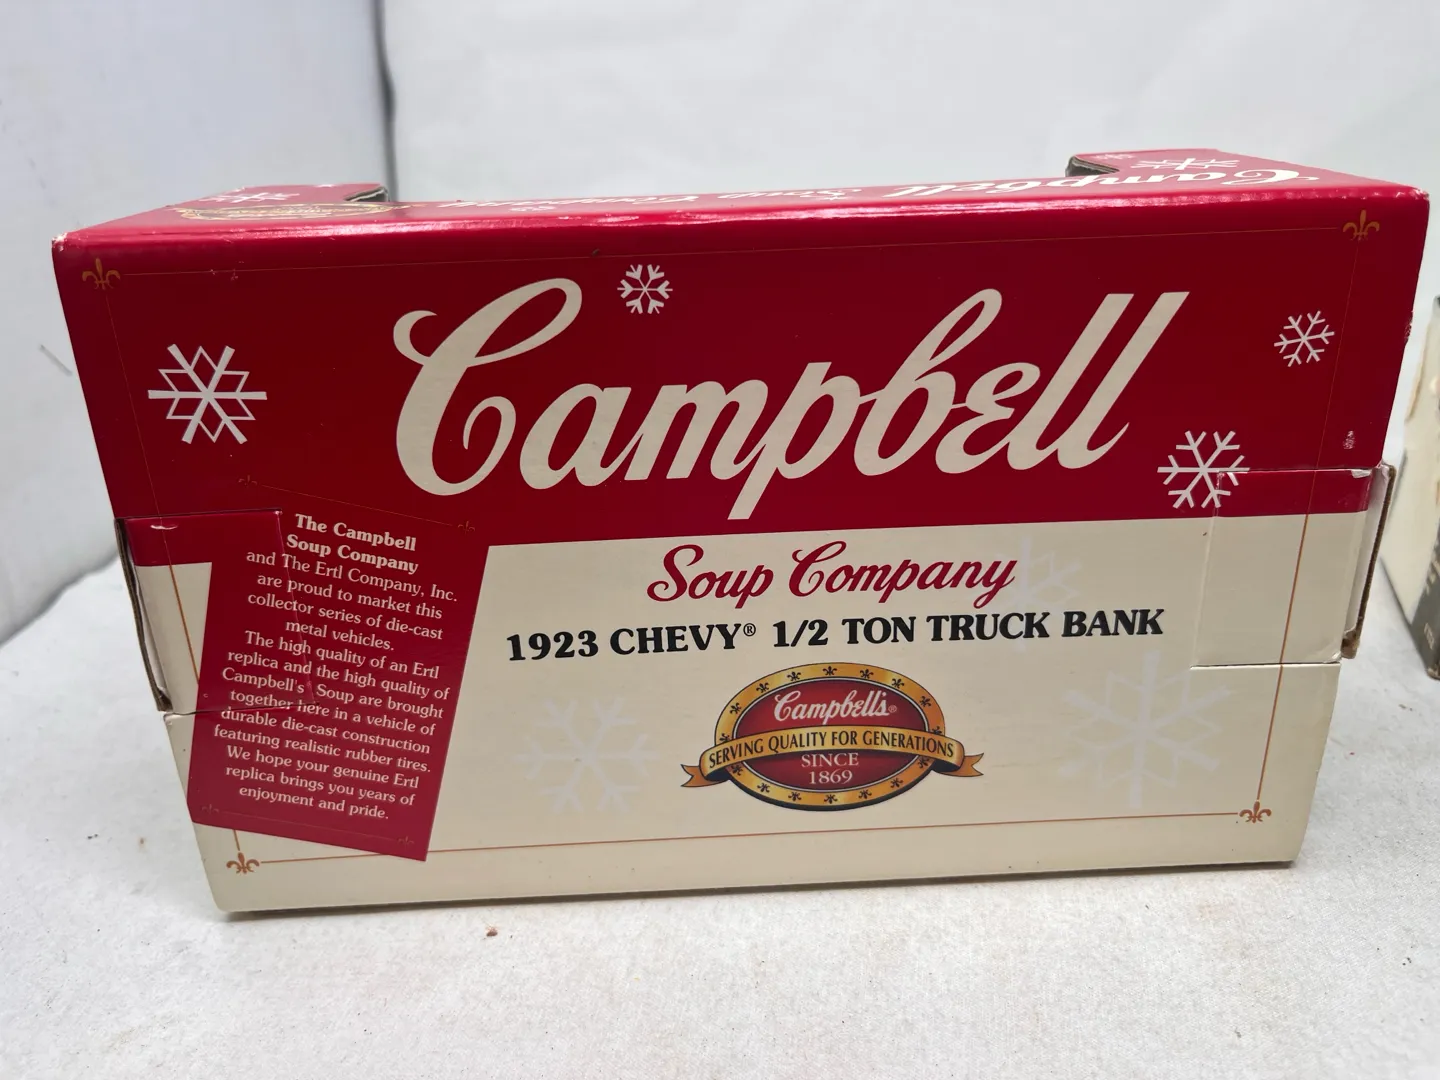 Campbell Soup Company
Campbell
The Campbell
Soup Company
and The Ertl Company, Inc.
are proud to market this
collector series of die-cast
metal vehicles.
The high quality of an Ertl
replica and the high quality of
Campbell's Soup are brought
together here in a vehicle of
durable die-cast construction
featuring realistic rubber tires.
We hope your genuine Ertl
replica brings you years of
enjoyment and pride.
Soup Company
1923 CHEVY® 1/2 TON TRUCK BANK
Campbell's®
SERVING QUALITY FOR GENERATIONS
SINCE
1869